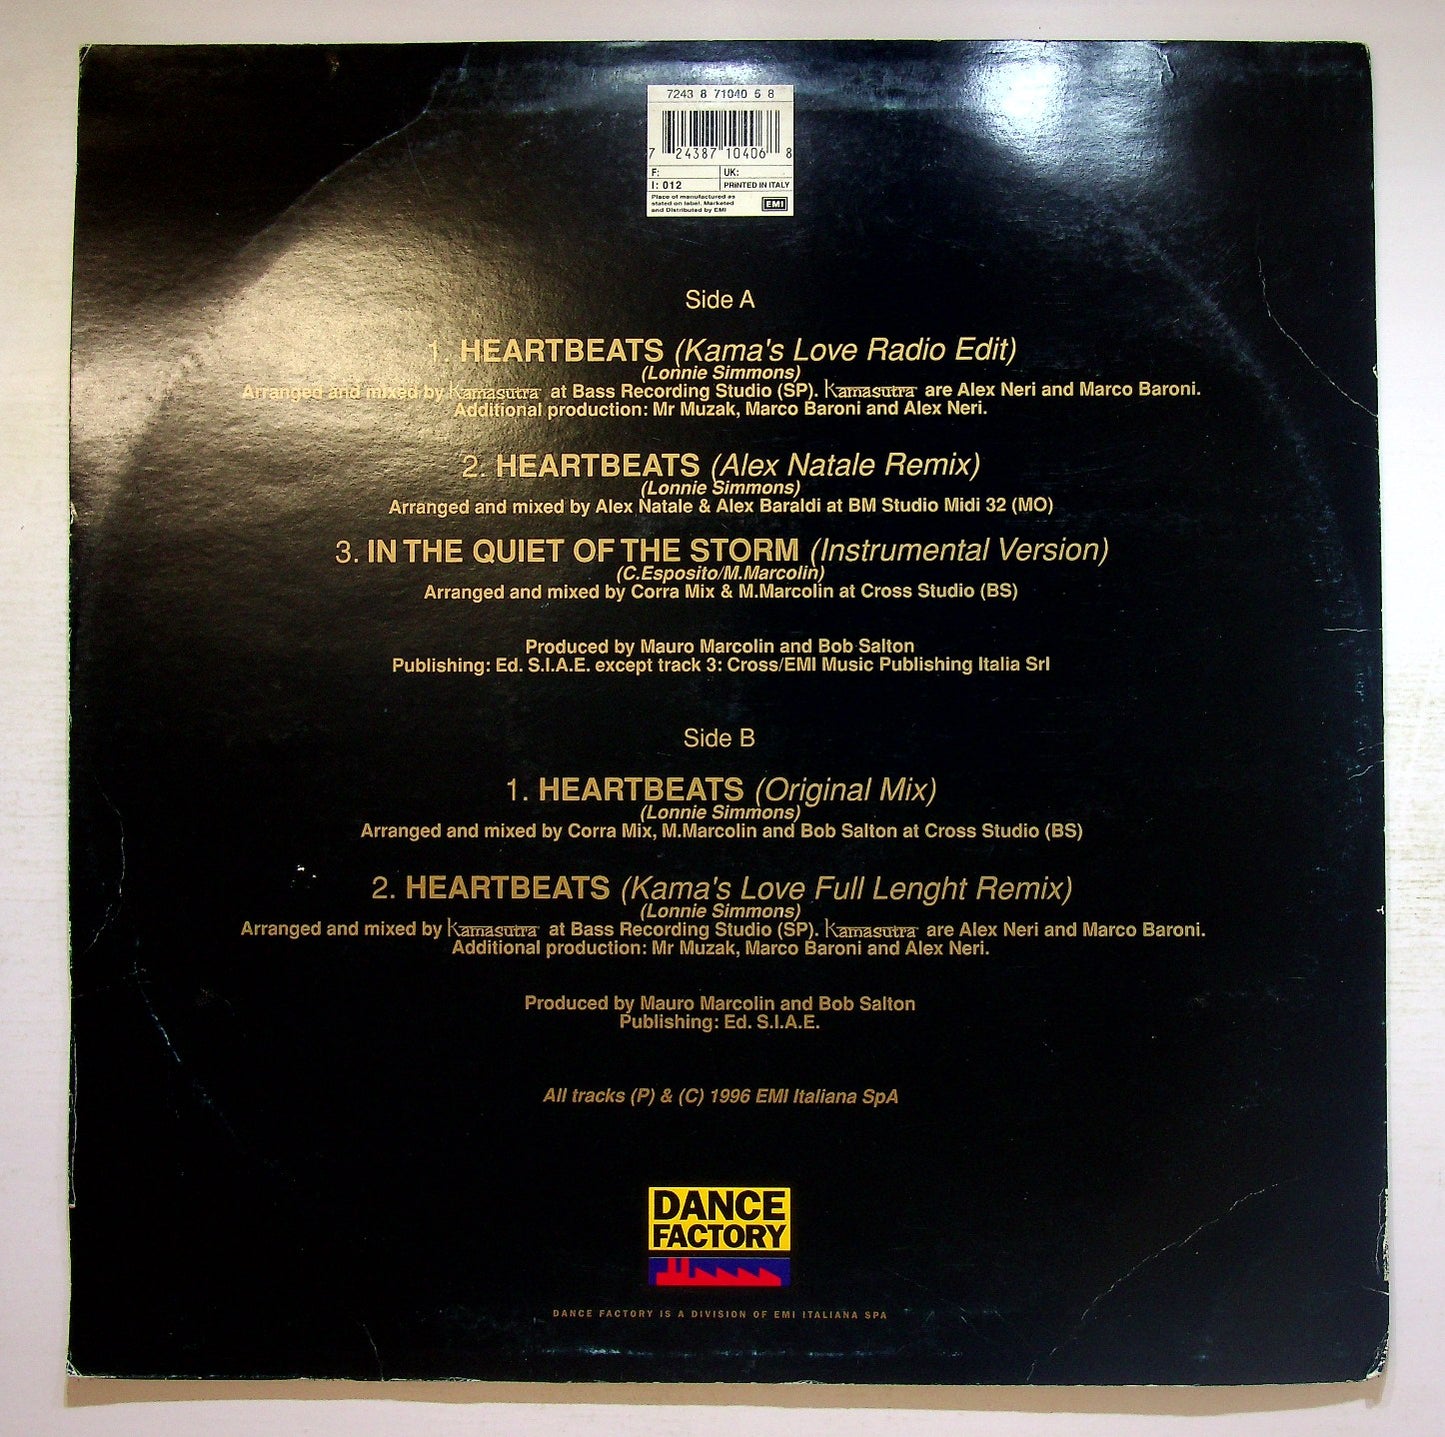 7243 8 71040 6 8
7 24387 10406 8
F:
UK:
I: 012
PRINTED IN ITALY
Place of manufactured as
stated on label. Marketed
and Distributed by EMI
EMI
Side A
1. HEARTBEATS (Kama's Love Radio Edit)
(Lonnie Simmons)
Arranged and mixed by Kamasutra at Bass Recording Studio (SP). Kamasutra are Alex Neri and Marco Baroni.
Additional production: Mr Muzak, Marco Baroni and Alex Neri.
2. HEARTBEATS (Alex Natale Remix)
(Lonnie Simmons)
Arranged and mixed by Alex Natale & Alex Baraldi at BM Studio Midi 32 (MO)
3. IN THE QUIET OF THE STORM (Instrumental Version)
(C.Esposito/M.Marcolin)
Arranged and mixed by Corra Mix & M.Marcolin at Cross Studio (BS)
Produced by Mauro Marcolin and Bob Salton
Publishing: Ed. S.I.A.E. except track 3: Cross/EMI Music Publishing Italia Srl
Side B
1. HEARTBEATS (Original Mix)
(Lonnie Simmons)
Arranged and mixed by Corra Mix, M.Marcolin and Bob Salton at Cross Studio (BS)
2. HEARTBEATS (Kama's Love Full Lenght Remix)
(Lonnie Simmons)
Arranged and mixed by Kamasutra at Bass Recording Studio (SP). Kamasutra are Alex Neri and Marco Baroni.
Additional production: Mr Muzak, Marco Baroni and Alex Neri.
Produced by Mauro Marcolin and Bob Salton
Publishing: Ed. S.I.A.E.
All tracks (P) & (C) 1996 EMI Italiana SpA
DANCE
FACTORY
DANCE FACTORY IS A DIVISION OF EMI ITALIANA SPA